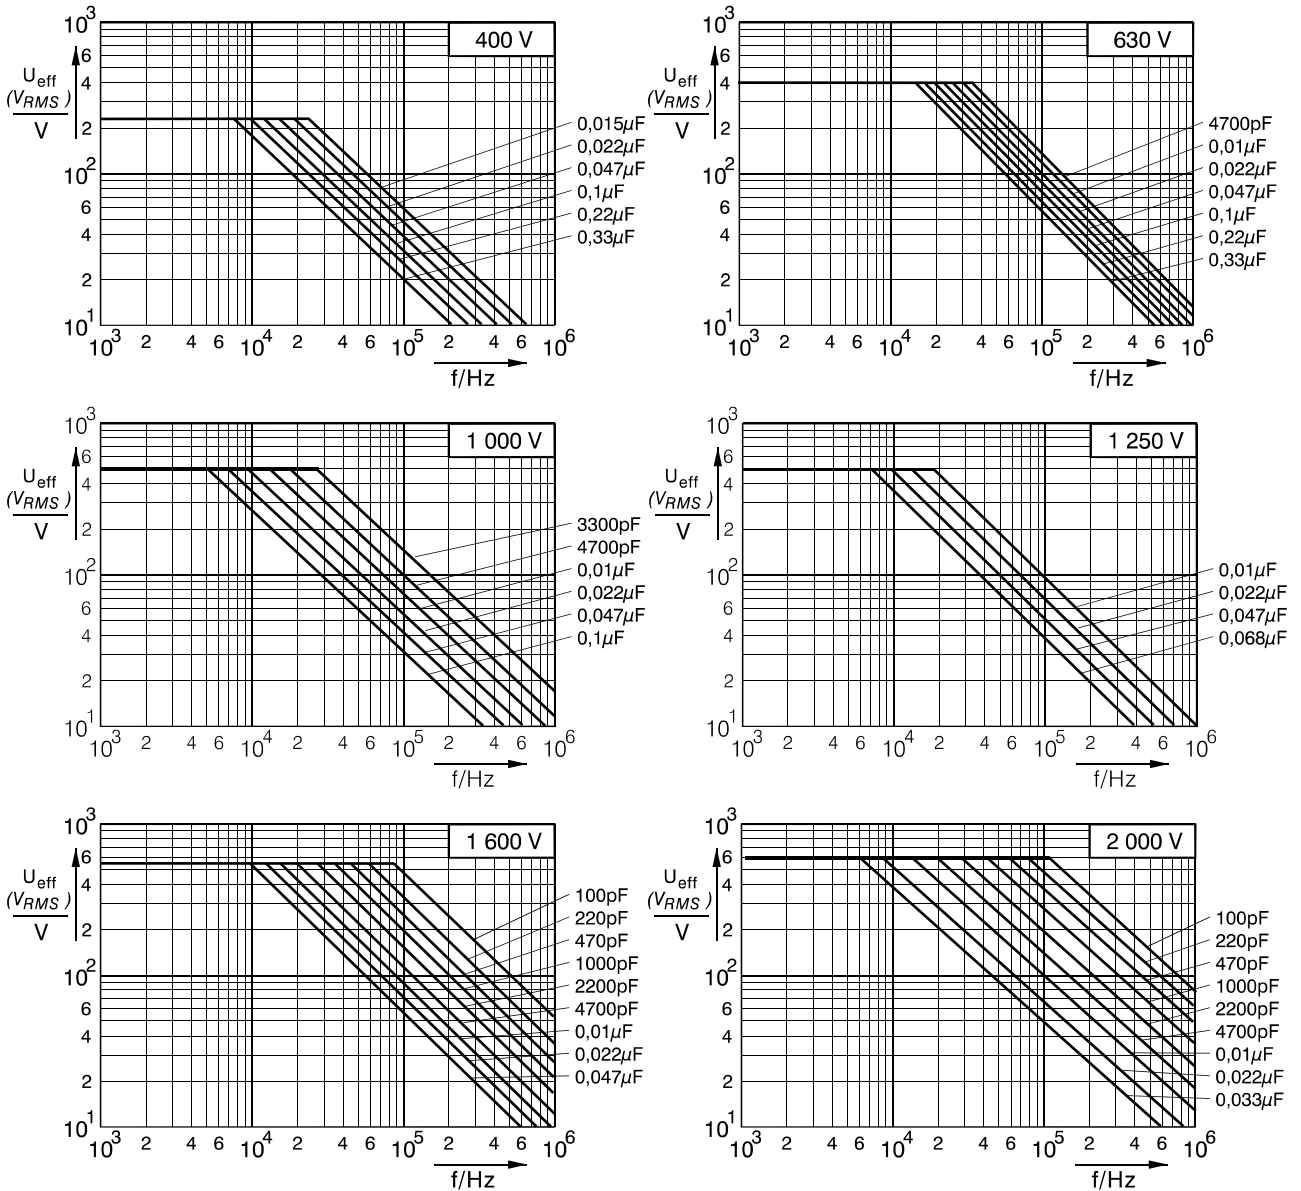 400 V
10³
6
4
2
10²
6
4
2
10¹
U_eff
(V_RMS)
V
10³ 2 4 6 10⁴ 2 4 6 10⁵ 2 4 6 10⁶
f/Hz
0,015µF
0,022µF
0,047µF
0,1µF
0,22µF
0,33µF
630 V
10³
6
4
2
10²
6
4
2
10¹
U_eff
(V_RMS)
V
10³ 2 4 6 10⁴ 2 4 6 10⁵ 2 4 6 10⁶
f/Hz
4700pF
0,01µF
0,022µF
0,047µF
0,1µF
0,22µF
0,33µF
1 000 V
10³
6
4
2
10²
6
4
2
10¹
U_eff
(V_RMS)
V
10³ 2 4 6 10⁴ 2 4 6 10⁵ 2 4 6 10⁶
f/Hz
3300pF
4700pF
0,01µF
0,022µF
0,047µF
0,1µF
1 250 V
10³
6
4
2
10²
6
4
2
10¹
U_eff
(V_RMS)
V
10³ 2 4 6 10⁴ 2 4 6 10⁵ 2 4 6 10⁶
f/Hz
0,01µF
0,022µF
0,047µF
0,068µF
1 600 V
10³
6
4
2
10²
6
4
2
10¹
U_eff
(V_RMS)
V
10³ 2 4 6 10⁴ 2 4 6 10⁵ 2 4 6 10⁶
f/Hz
100pF
220pF
470pF
1000pF
2200pF
4700pF
0,01µF
0,022µF
0,047µF
2 000 V
10³
6
4
2
10²
6
4
2
10¹
U_eff
(V_RMS)
V
10³ 2 4 6 10⁴ 2 4 6 10⁵ 2 4 6 10⁶
f/Hz
100pF
220pF
470pF
1000pF
2200pF
4700pF
0,01µF
0,022µF
0,033µF